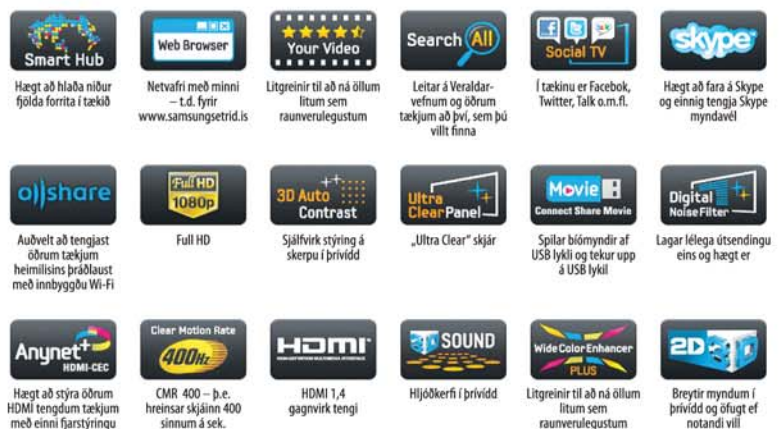 Smart Hub
Hægt að hlaða niður
fjölda forrita í tækið
Web Browser
Netvafri með minni
– t.d. fyrir
www.samsungsetrid.is
Your Video
Litgreinir til að ná öllum
litum sem
raunverulegustum
Search All
Leitar á Veraldar-
vefnum og öðrum
tækjum að því, sem þú
villt finna
Social TV
Í tækinu er Facebok,
Twitter, Talk o.m.fl.
skype
Hægt að fara á Skype
og einnig tengja Skype
myndavél
allshare
Auðvelt að tengjast
öðrum tækjum
heimilisins þráðlaust
með innbyggðu Wi-Fi
Full HD
1080p
Full HD
3D Auto
Contrast
Sjálfvirk stýring á
skerpu í þrívídd
Ultra
Clear Panel
„Ultra Clear" skjár
Movie
Connect Share Movie
Spilar bíómyndir af
USB lykli og tekur upp
á USB lykil
Digital
Noise Filter
Lagar lélega útsendingu
eins og hægt er
Anynet+
HDMI-CEC
Hægt að stýra öðrum
HDMI tengdum tækjum
með einni fjarstýringu
Clear Motion Rate
400Hz
CMR 400 – þ.e.
hreinsar skjáinn 400
sinnum á sek.
HDMI
HIGH-DEFINITION MULTIMEDIA INTERFACE
HDMI 1,4
gagnvirk tengi
3D SOUND
Hljóðkerfi í þrívídd
Wide Color Enhancer
PLUS
Litgreinir til að ná öllum
litum sem
raunverulegustum
2D 3D
Breytir myndum í
þrívídd og öfugt ef
notandi vill